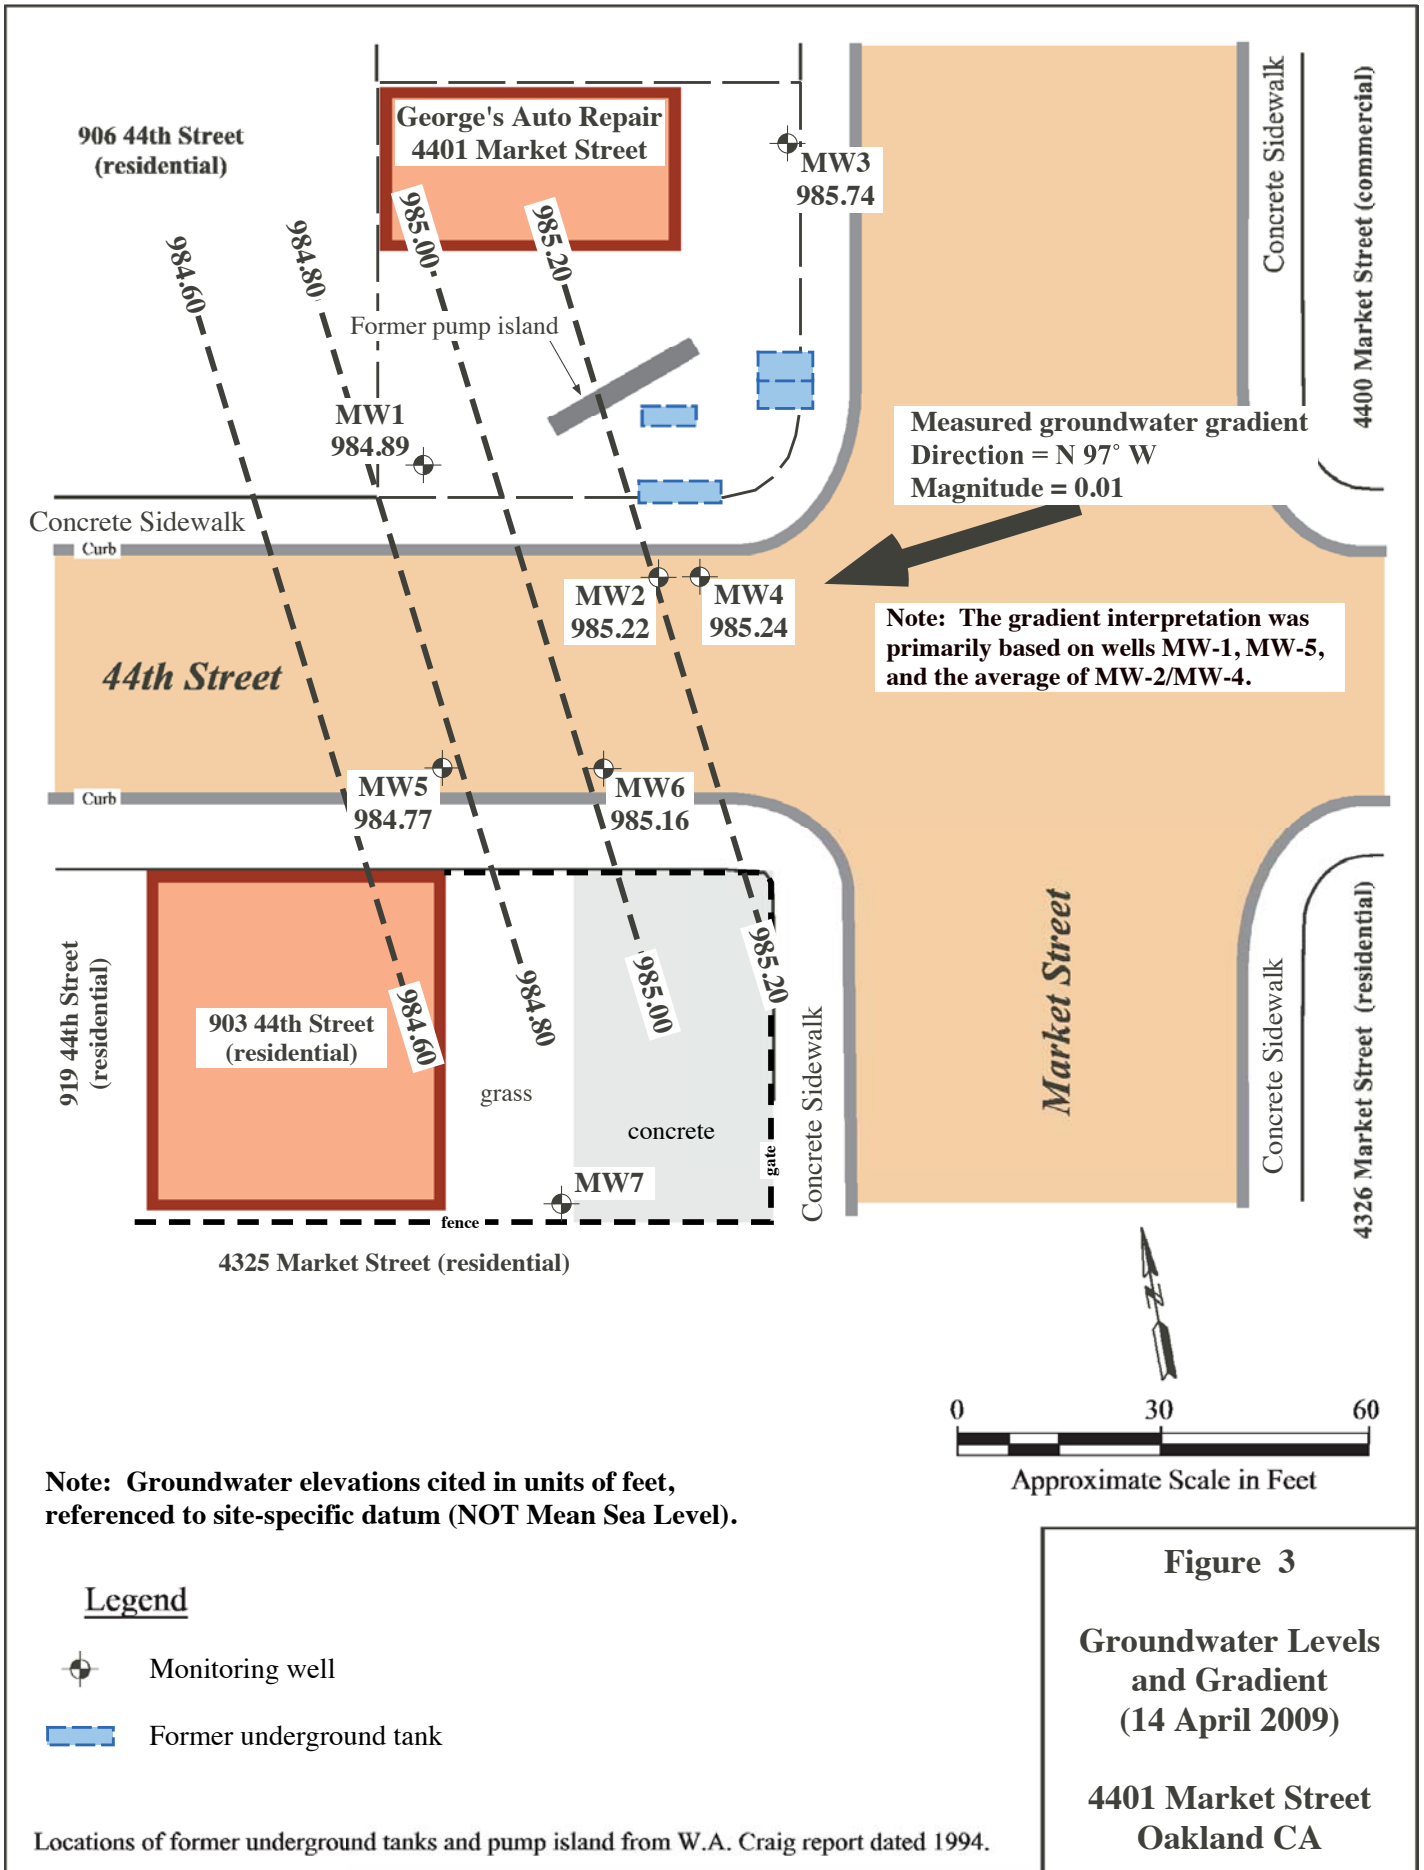 906 44th Street
(residential)
George's Auto Repair
4401 Market Street
MW3
985.74
Concrete Sidewalk
4400 Market Street (commercial)
984.60
984.80
985.00
985.20
Former pump island
MW1
984.89
Measured groundwater gradient
Direction = N 97° W
Magnitude = 0.01
Concrete Sidewalk
Curb
MW2
985.22
MW4
985.24
Note: The gradient interpretation was
primarily based on wells MW-1, MW-5,
and the average of MW-2/MW-4.
44th Street
MW5
984.77
MW6
985.16
Curb
919 44th Street
(residential)
903 44th Street
(residential)
984.60
984.80
985.00
985.20
grass
concrete
gate
Concrete Sidewalk
Market Street
Concrete Sidewalk
4326 Market Street (residential)
MW7
fence
4325 Market Street (residential)
N
0 30 60
Approximate Scale in Feet
Note: Groundwater elevations cited in units of feet,
referenced to site-specific datum (NOT Mean Sea Level).
Legend
Monitoring well
Former underground tank
Locations of former underground tanks and pump island from W.A. Craig report dated 1994.
Figure 3
Groundwater Levels
and Gradient
(14 April 2009)
4401 Market Street
Oakland CA